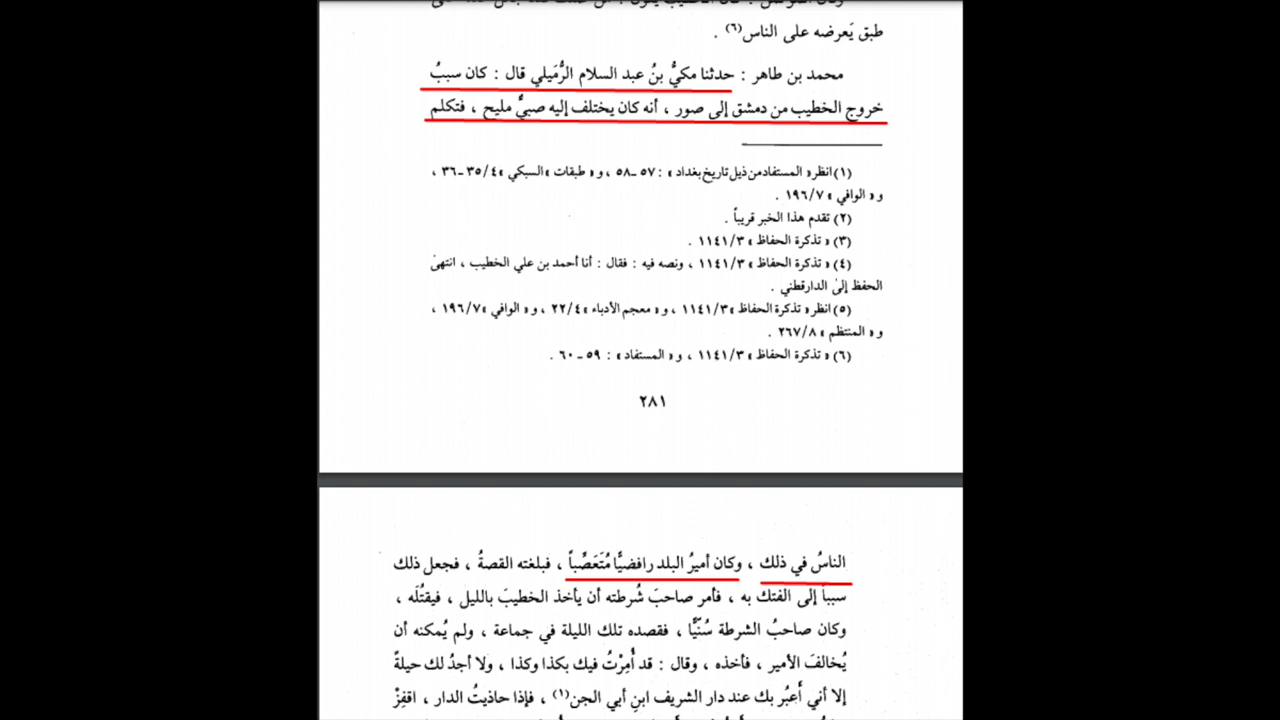 طبق يَعرضه على الناس(٦) .
محمد بن طاهر : حدثنا مكيُّ بنُ عبد السلام الرُّمَيلي قال : كان سببُ
خروج الخطيب من دمشق إلى صور ، أنه كان يختلف إليه صبيٌّ مليح ، فتكلم
(١) انظر « المستفاد من ذيل تاريخ بغداد » : ٥٧ ـ ٥٨ ، و « طبقات » السبكي » ٤/ ٣٥ ـ ٣٦ ،
و « الوافي » ٧/ ١٩٦ .
(٢) تقدم هذا الخبر قريباً .
(٣) « تذكرة الحفاظ » ٣/ ١١٤١ .
(٤) « تذكرة الحفاظ » ٣/ ١١٤١ ، ونصه فيه : فقال : أنا أحمد بن علي الخطيب ، انتهى
الحفظ إلى الدارقطني .
(٥) انظر « تذكرة الحفاظ » ٣/ ١١٤١ ، و « معجم الأدباء » ٤/ ٢٢ ، و « الوافي » ٧/ ١٩٦ ،
و « المنتظم » ٨/ ٢٦٧ .
(٦) « تذكرة الحفاظ » ٣/ ١١٤١ ، و « المستفاد » : ٥٩ ـ ٦٠ .
٢٨١
الناسُ في ذلك ، وكان أميرُ البلد رافضيًّا مُتَعَصِّباً ، فبلغته القصةُ ، فجعل ذلك
سبباً إلى الفتك به ، فأمر صاحبَ شُرطته أن يأخذ الخطيبَ بالليل ، فيقتُلَه ،
وكان صاحبُ الشرطة سُنّيًّا ، فقصده تلك الليلة في جماعة ، ولم يُمكنه أن
يُخالفَ الأمير ، فأخذه ، وقال : قد أُمِرْتُ فيك بكذا وكذا ، ولا أجدُ لك حيلةً
إلا أني أَعبُر بك عند دار الشريف ابنِ أبي الجن(١) ، فإذا حاذيتُ الدار ، اقفِزْ